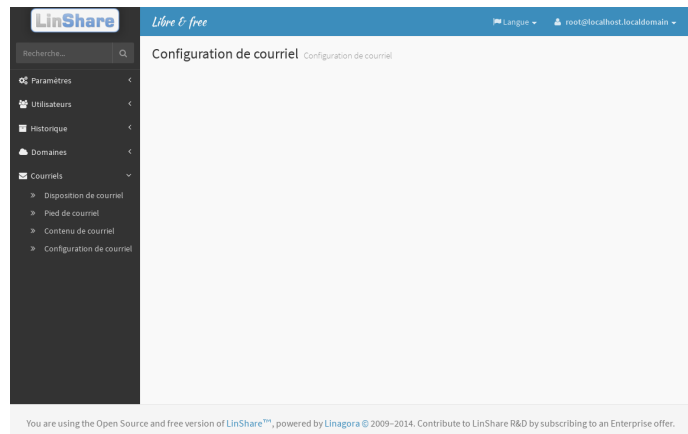 LinShare
Libre & free
Langue
root@localhost.localdomain
Recherche...
Configuration de courriel Configuration de courriel
Paramètres
Utilisateurs
Historique
Domaines
Courriels
» Disposition de courriel
» Pied de courriel
» Contenu de courriel
» Configuration de courriel
You are using the Open Source and free version of LinShare™, powered by Linagora © 2009–2014. Contribute to LinShare R&D by subscribing to an Enterprise offer.